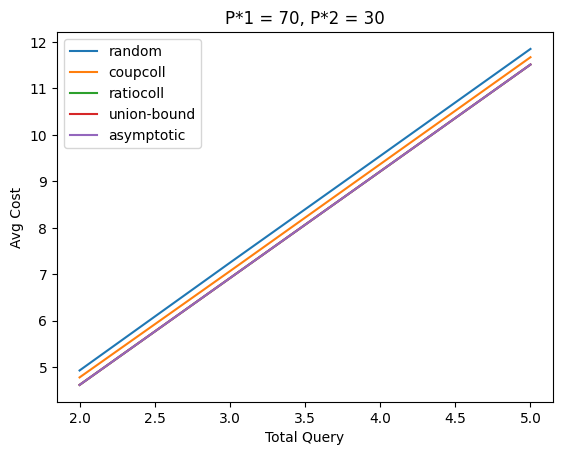 P*1 = 70, P*2 = 30
random
coupcoll
ratiocoll
union-bound
asymptotic
12
11
10
9
8
7
6
5
Avg Cost
2.0 2.5 3.0 3.5 4.0 4.5 5.0
Total Query